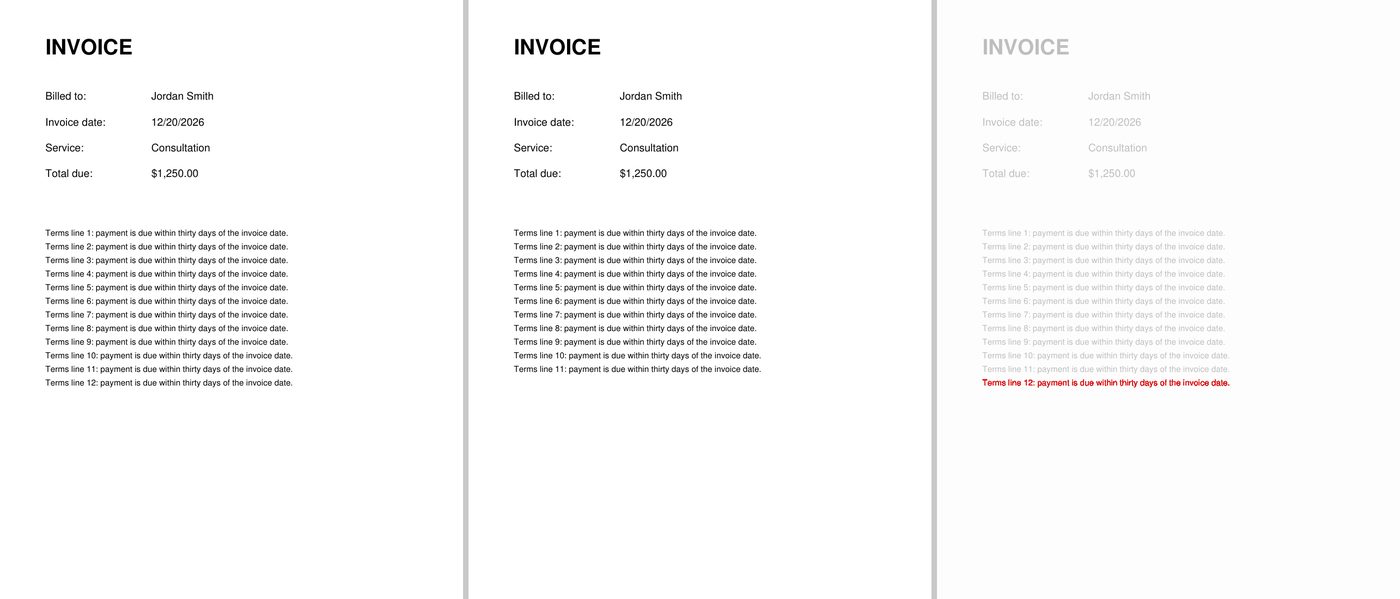 INVOICE
Billed to: Jordan Smith
Invoice date: 12/20/2026
Service: Consultation
Total due: $1,250.00
Terms line 1: payment is due within thirty days of the invoice date.
Terms line 2: payment is due within thirty days of the invoice date.
Terms line 3: payment is due within thirty days of the invoice date.
Terms line 4: payment is due within thirty days of the invoice date.
Terms line 5: payment is due within thirty days of the invoice date.
Terms line 6: payment is due within thirty days of the invoice date.
Terms line 7: payment is due within thirty days of the invoice date.
Terms line 8: payment is due within thirty days of the invoice date.
Terms line 9: payment is due within thirty days of the invoice date.
Terms line 10: payment is due within thirty days of the invoice date.
Terms line 11: payment is due within thirty days of the invoice date.
Terms line 12: payment is due within thirty days of the invoice date.
INVOICE
Billed to: Jordan Smith
Invoice date: 12/20/2026
Service: Consultation
Total due: $1,250.00
Terms line 1: payment is due within thirty days of the invoice date.
Terms line 2: payment is due within thirty days of the invoice date.
Terms line 3: payment is due within thirty days of the invoice date.
Terms line 4: payment is due within thirty days of the invoice date.
Terms line 5: payment is due within thirty days of the invoice date.
Terms line 6: payment is due within thirty days of the invoice date.
Terms line 7: payment is due within thirty days of the invoice date.
Terms line 8: payment is due within thirty days of the invoice date.
Terms line 9: payment is due within thirty days of the invoice date.
Terms line 10: payment is due within thirty days of the invoice date.
Terms line 11: payment is due within thirty days of the invoice date.
INVOICE
Billed to: Jordan Smith
Invoice date: 12/20/2026
Service: Consultation
Total due: $1,250.00
Terms line 1: payment is due within thirty days of the invoice date.
Terms line 2: payment is due within thirty days of the invoice date.
Terms line 3: payment is due within thirty days of the invoice date.
Terms line 4: payment is due within thirty days of the invoice date.
Terms line 5: payment is due within thirty days of the invoice date.
Terms line 6: payment is due within thirty days of the invoice date.
Terms line 7: payment is due within thirty days of the invoice date.
Terms line 8: payment is due within thirty days of the invoice date.
Terms line 9: payment is due within thirty days of the invoice date.
Terms line 10: payment is due within thirty days of the invoice date.
Terms line 11: payment is due within thirty days of the invoice date.
Terms line 12: payment is due within thirty days of the invoice date.